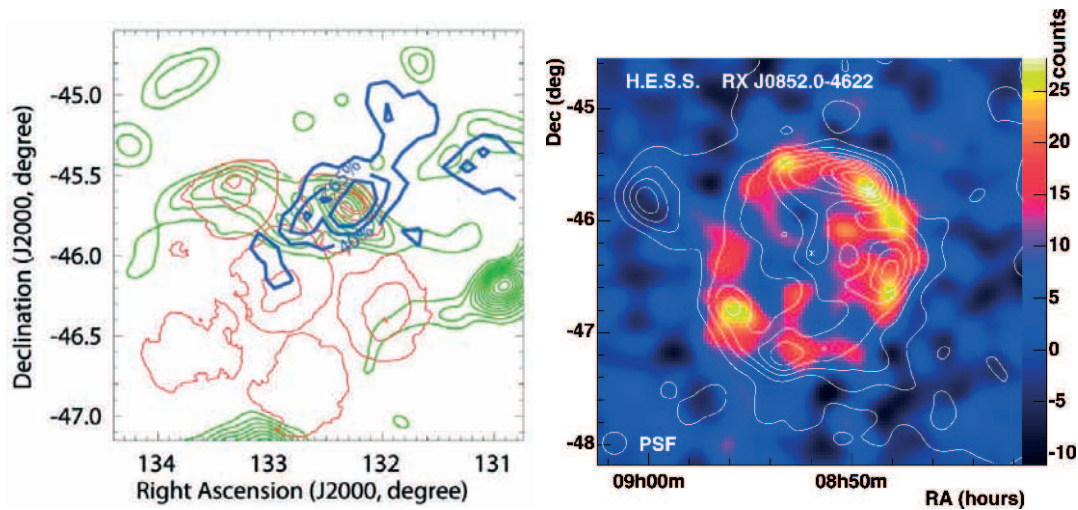 Declination (J2000, degree)
-45.0
-45.5
-46.0
-46.5
-47.0
134
133
132
131
Right Ascension (J2000, degree)
H.E.S.S. RX J0852.0-4622
PSF
Dec (deg)
-45
-46
-47
-48
09h00m
08h50m
RA (hours)
counts
25
20
15
10
5
0
-5
-10